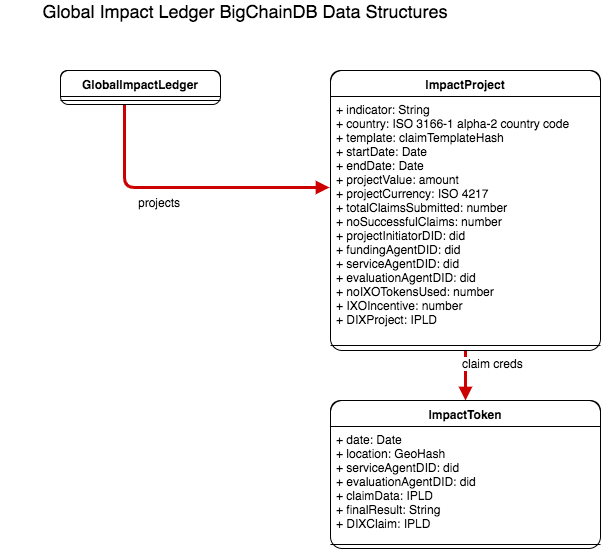 Global Impact Ledger BigChainDB Data Structures
GlobalImpactLedger
projects
ImpactProject
+ indicator: String
+ country: ISO 3166-1 alpha-2 country code
+ template: claimTemplateHash
+ startDate: Date
+ endDate: Date
+ projectValue: amount
+ projectCurrency: ISO 4217
+ totalClaimsSubmitted: number
+ noSuccessfulClaims: number
+ projectInitiatorDID: did
+ fundingAgentDID: did
+ serviceAgentDID: did
+ evaluationAgentDID: did
+ noIXOTokensUsed: number
+ IXOIncentive: number
+ DIXProject: IPLD
claim creds
ImpactToken
+ date: Date
+ location: GeoHash
+ serviceAgentDID: did
+ evaluationAgentDID: did
+ claimData: IPLD
+ finalResult: String
+ DIXClaim: IPLD